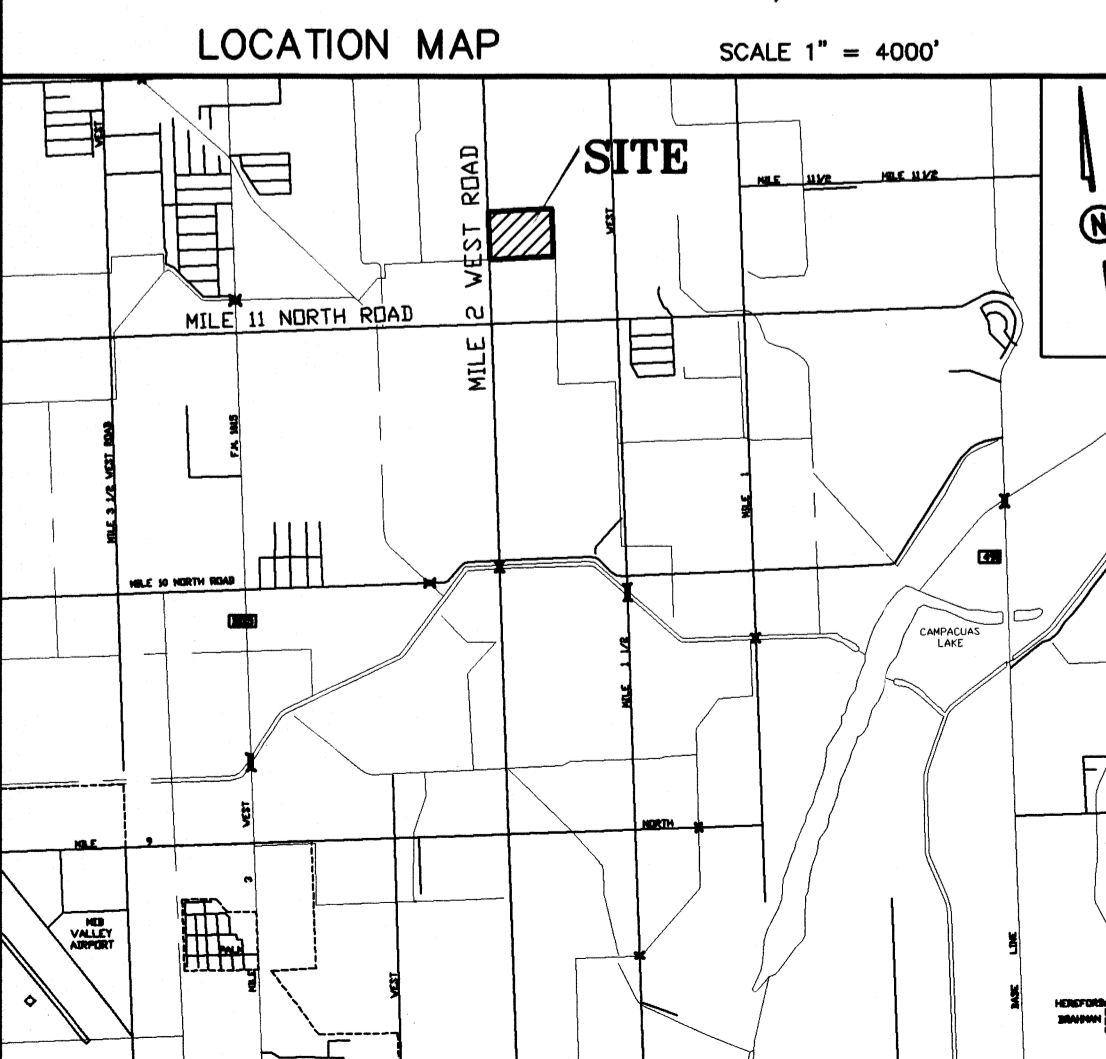 LOCATION MAP
SCALE 1" = 4000'
WEST
SITE
MILE 2 WEST ROAD
WEST
MILE 11 1/2
MILE 11 1/2
N
MILE 11 NORTH ROAD
MILE 3 1/2 WEST ROAD
F.M. 1015
MILE 1
MILE 10 NORTH ROAD
CAMPACUAS
LAKE
MILE 1 1/2
WEST
MILE 9
NORTH
3
MID
VALLEY
AIRPORT
MILE
WEST
BASE LINE
BRAHMAN